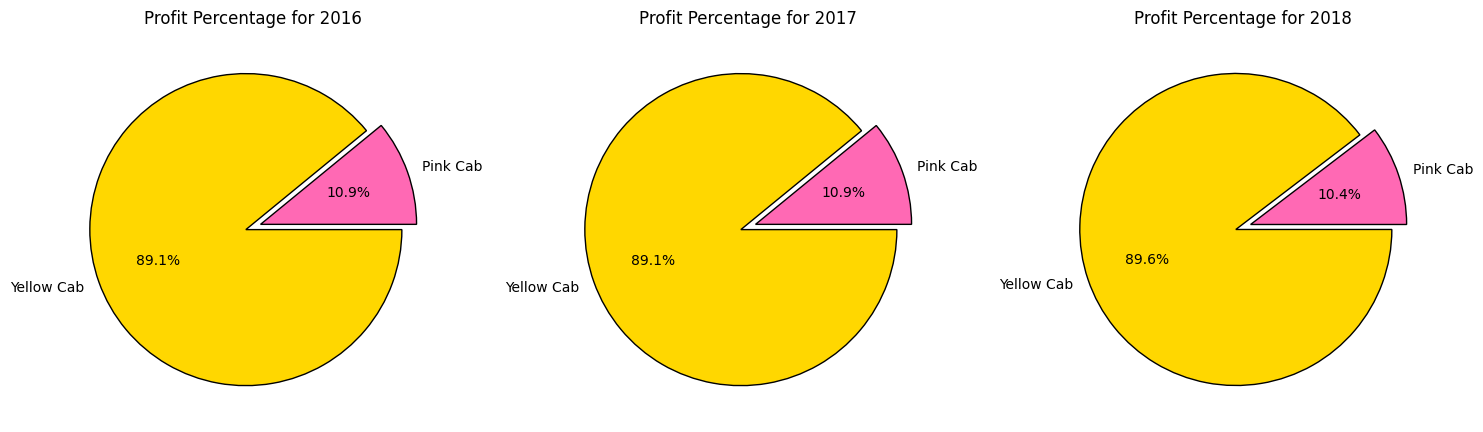 Profit Percentage for 2016
Pink Cab
10.9%
89.1%
Yellow Cab
Profit Percentage for 2017
Pink Cab
10.9%
89.1%
Yellow Cab
Profit Percentage for 2018
Pink Cab
10.4%
89.6%
Yellow Cab